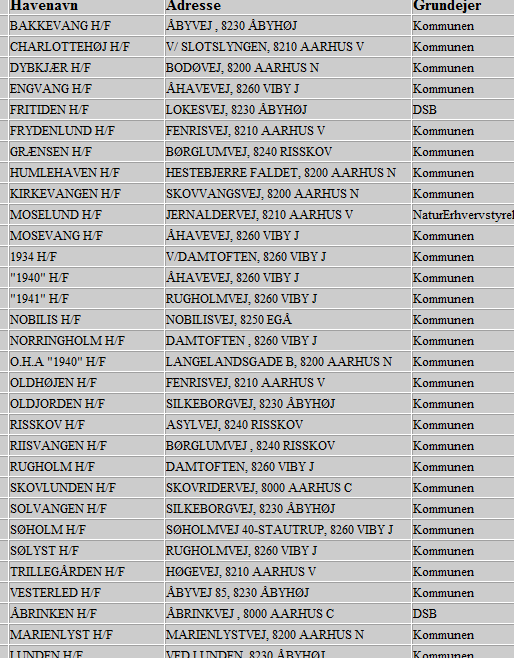 Havenavn Adresse Grundejer
BAKKEVANG H/F ÅBYVEJ , 8230 ÅBYHØJ Kommunen
CHARLOTTEHØJ H/F V/ SLOTSLYNGEN, 8210 AARHUS V Kommunen
DYBKJÆR H/F BODØVEJ, 8200 AARHUS N Kommunen
ENGVANG H/F ÅHAVEVEJ, 8260 VIBY J Kommunen
FRITIDEN H/F LOKESVEJ, 8230 ÅBYHØJ DSB
FRYDENLUND H/F FENRISVEJ, 8210 AARHUS V Kommunen
GRÆNSEN H/F BØRGLUMVEJ, 8240 RISSKOV Kommunen
HUMLEHAVEN H/F HESTEBJERRE FALDET, 8200 AARHUS N Kommunen
KIRKEVANGEN H/F SKOVVANGSVEJ, 8200 AARHUS N Kommunen
MOSELUND H/F JERNALDERVEJ, 8210 AARHUS V NaturErhvervstyrel
MOSEVANG H/F ÅHAVEVEJ, 8260 VIBY J Kommunen
1934 H/F V/DAMTOFTEN, 8260 VIBY J Kommunen
"1940" H/F ÅHAVEVEJ, 8260 VIBY J Kommunen
"1941" H/F RUGHOLMVEJ, 8260 VIBY J Kommunen
NOBILIS H/F NOBILISVEJ, 8250 EGÅ Kommunen
NORRINGHOLM H/F DAMTOFTEN , 8260 VIBY J Kommunen
O.H.A "1940" H/F LANGELANDSGADE B, 8200 AARHUS N Kommunen
OLDHØJEN H/F FENRISVEJ, 8210 AARHUS V Kommunen
OLDJORDEN H/F SILKEBORGVEJ, 8230 ÅBYHØJ Kommunen
RISSKOV H/F ASYLVEJ, 8240 RISSKOV Kommunen
RIISVANGEN H/F BØRGLUMVEJ , 8240 RISSKOV Kommunen
RUGHOLM H/F DAMTOFTEN, 8260 VIBY J Kommunen
SKOVLUNDEN H/F SKOVRIDERVEJ, 8000 AARHUS C Kommunen
SOLVANGEN H/F SILKEBORGVEJ, 8230 ÅBYHØJ Kommunen
SØHOLM H/F SØHOLMVEJ 40-STAUTRUP, 8260 VIBY J Kommunen
SØLYST H/F RUGHOLMVEJ, 8260 VIBY J Kommunen
TRILLEGÅRDEN H/F HØGEVEJ, 8210 AARHUS V Kommunen
VESTERLED H/F ÅBYVEJ 85, 8230 ÅBYHØJ Kommunen
ÅBRINKEN H/F ÅBRINKVEJ , 8000 AARHUS C DSB
MARIENLYST H/F MARIENLYSTVEJ, 8200 AARHUS N Kommunen
LUNDEN H/F VED LUNDEN, 8230 ÅBYHØJ Kommunen